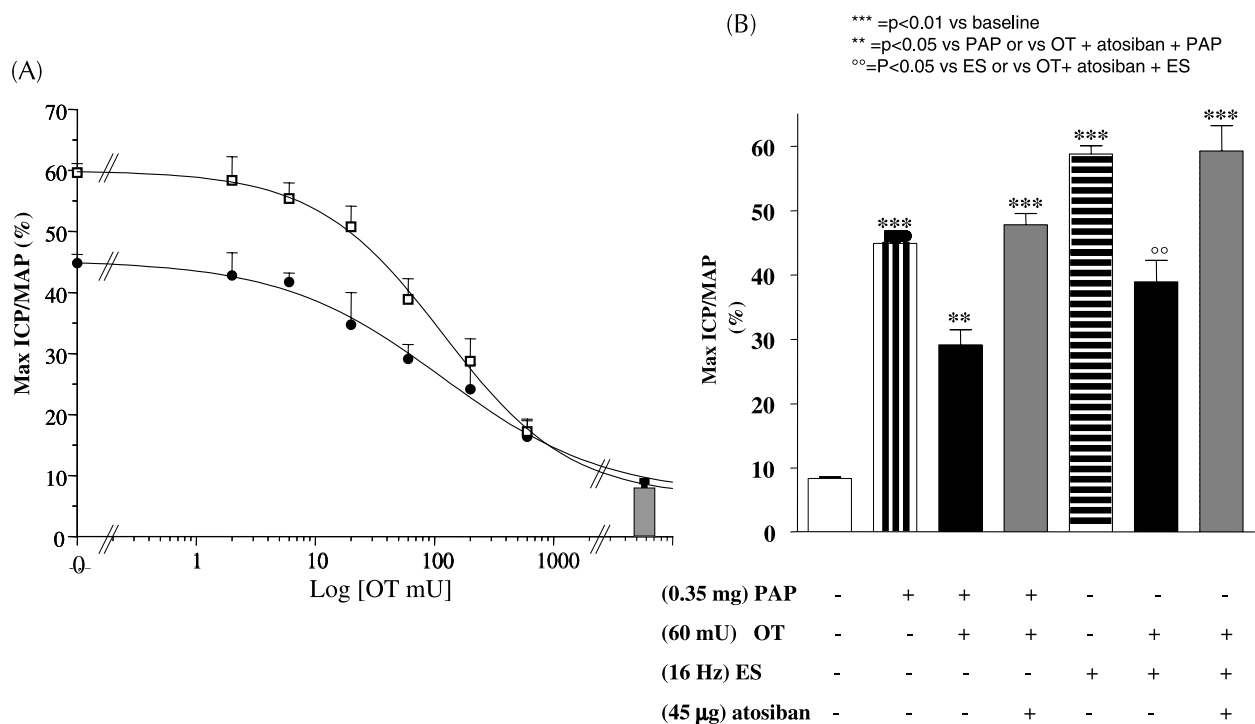 (A)
70
60
50
40
30
20
10
0
Max ICP/MAP (%)
0
1
10
100
1000
Log [OT mU]
(B)
*** =p<0.01 vs baseline
** =p<0.05 vs PAP or vs OT + atosiban + PAP
°°=P<0.05 vs ES or vs OT+ atosiban + ES
60
50
40
30
20
10
0
Max ICP/MAP
(%)
***
**
***
***
°°
***
(0.35 mg) PAP - + + + - - -
(60 mU) OT - - + + - + +
(16 Hz) ES - - - - + + +
(45 µg) atosiban - - - + - - +